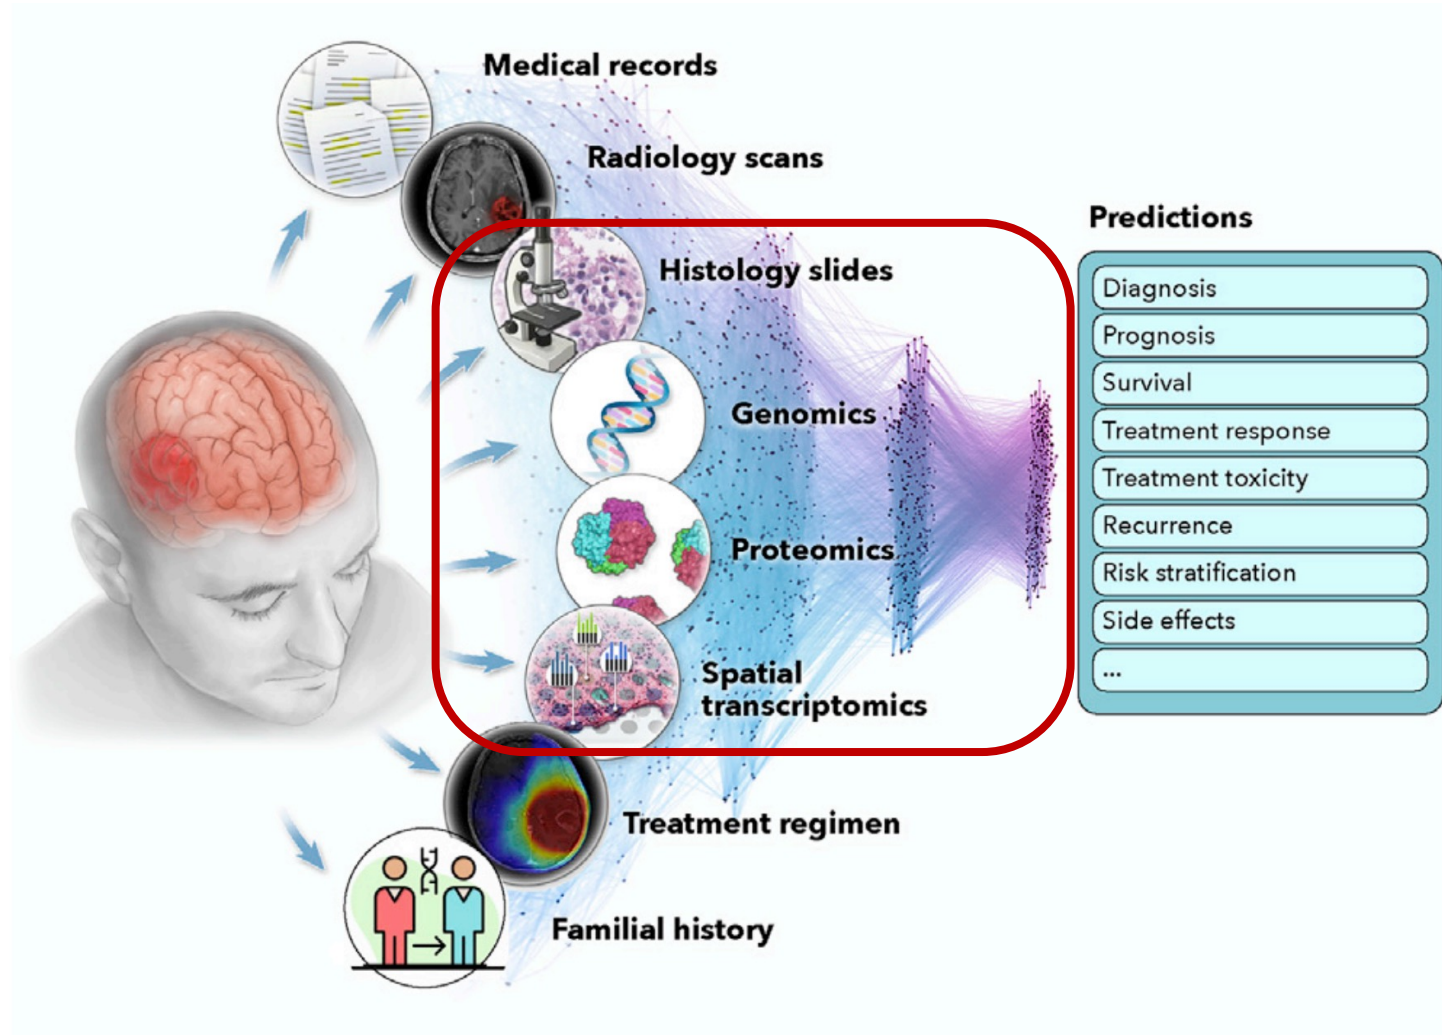 Medical records
Radiology scans
Histology slides
Genomics
Proteomics
Spatial
transcriptomics
Treatment regimen
Familial history
Predictions
Diagnosis
Prognosis
Survival
Treatment response
Treatment toxicity
Recurrence
Risk stratification
Side effects
...